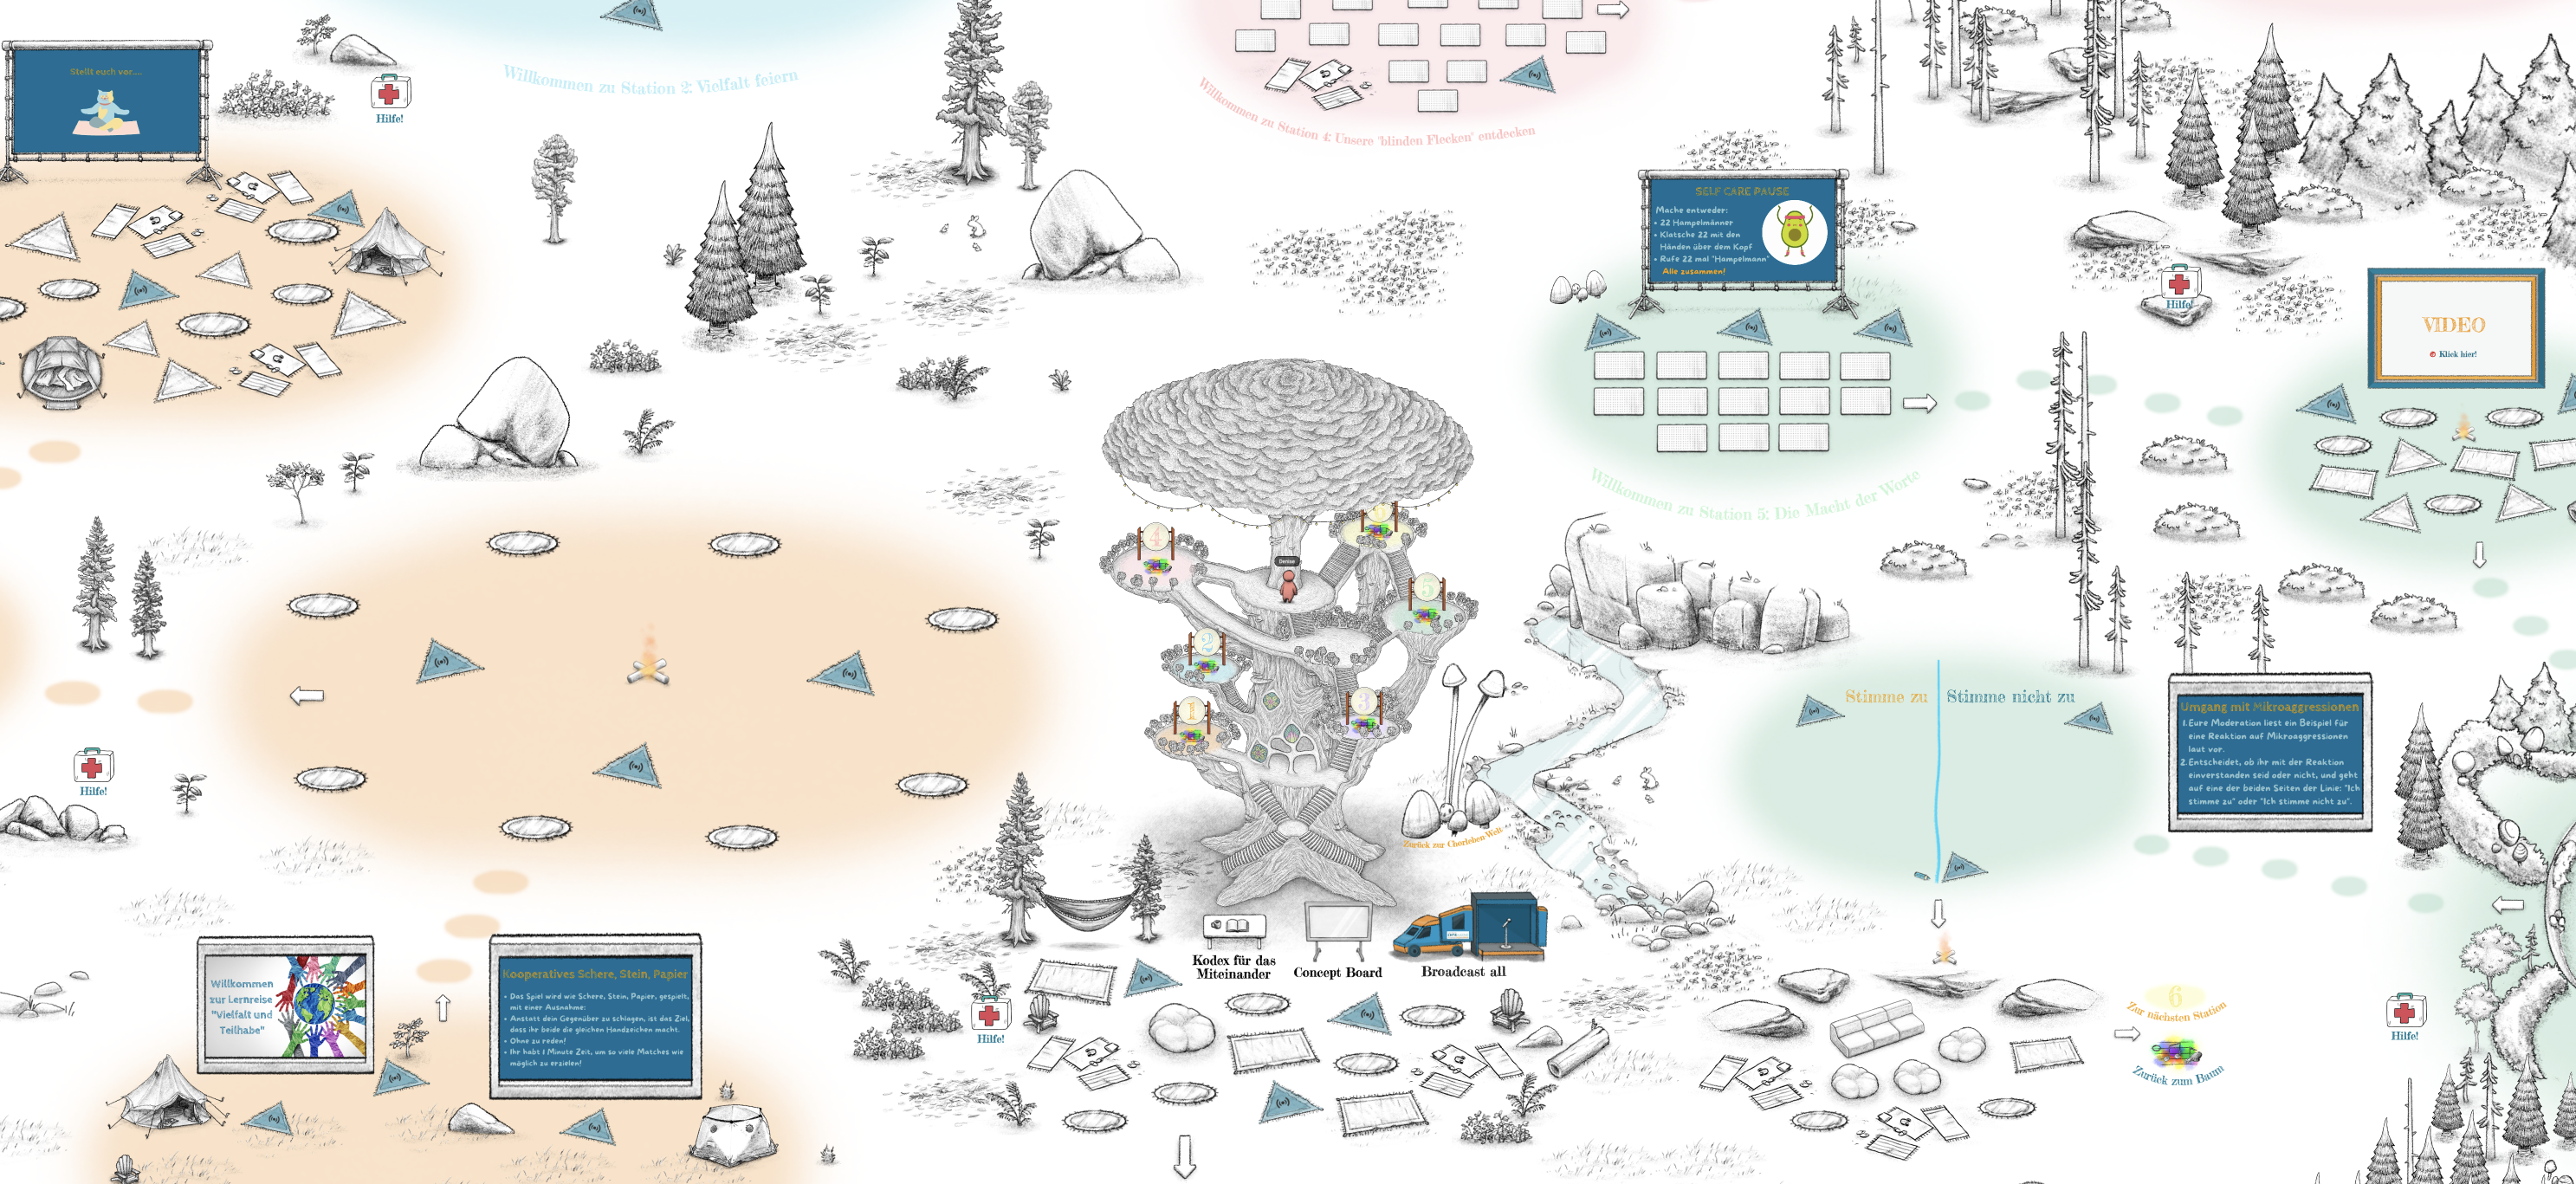 Stellt euch vor....
Hilfe!
Willkommen zu Station 2: Vielfalt feiern
Willkommen zu Station 4: Unsere "blinden Flecken" entdecken
SELF CARE PAUSE
Mache entweder:
• 22 Hampelmänner
• Klatsche 22 mit den
Händen über dem Kopf
• Rufe 22 mal "Hampelmann"
Alle zusammen!
Willkommen zu Station 5: Die Macht der Worte
Hilfe!
VIDEO
Klick hier!
4
6
Denise
5
2
3
1
Zurück zur Chorleben Welt
Hilfe!
Stimme zu
Stimme nicht zu
Umgang mit Mikroaggressionen
1. Eure Moderation liest ein Beispiel für
eine Reaktion auf Mikroaggressionen
laut vor.
2. Entscheidet, ob ihr mit der Reaktion
einverstanden seid oder nicht, und geht
auf eine der beiden Seiten der Linie: "Ich
stimme zu" oder "Ich stimme nicht zu".
Willkommen
zur Lernreise
"Vielfalt und
Teilhabe"
Kooperatives Schere, Stein, Papier
• Das Spiel wird wie Schere, Stein, Papier, gespielt,
mit einer Ausnahme:
• Anstatt dein Gegenüber zu schlagen, ist das Ziel,
dass ihr beide die gleichen Handzeichen macht.
• Ohne zu reden!
• Ihr habt 1 Minute Zeit, um so viele Matches wie
möglich zu erzielen!
Kodex für das
Miteinander
Concept Board
Broadcast all
Hilfe!
6
Zur nächsten Station
Zurück zum Baum
Hilfe!